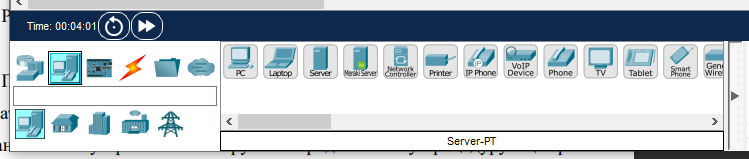 Р
Time: 00:04:01
PC
Laptop
Server
Meraki Server
Network Controller
Printer
IP Phone
VoIP Device
Phone
TV
Tablet
Smart Phone
Server-PT